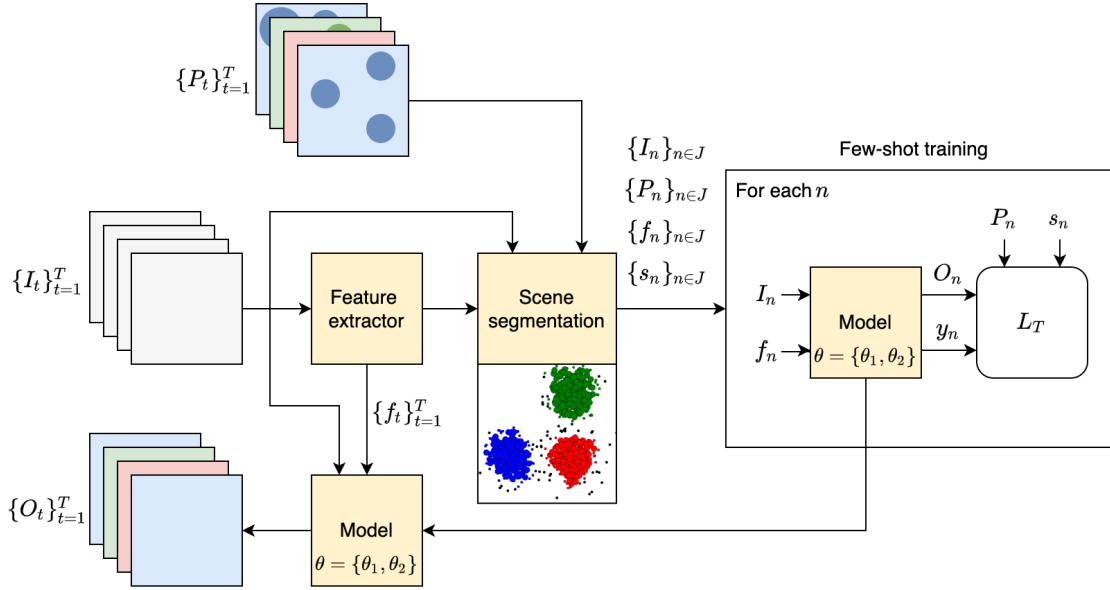 {P_t}_{t=1}^T
{I_n}_{n∈J}
{P_n}_{n∈J}
{f_n}_{n∈J}
{s_n}_{n∈J}
Few-shot training
For each n
P_n
s_n
{I_t}_{t=1}^T
Feature
extractor
Scene
segmentation
I_n
f_n
Model
θ = {θ_1, θ_2}
O_n
y_n
L_T
{f_t}_{t=1}^T
{O_t}_{t=1}^T
Model
θ = {θ_1, θ_2}